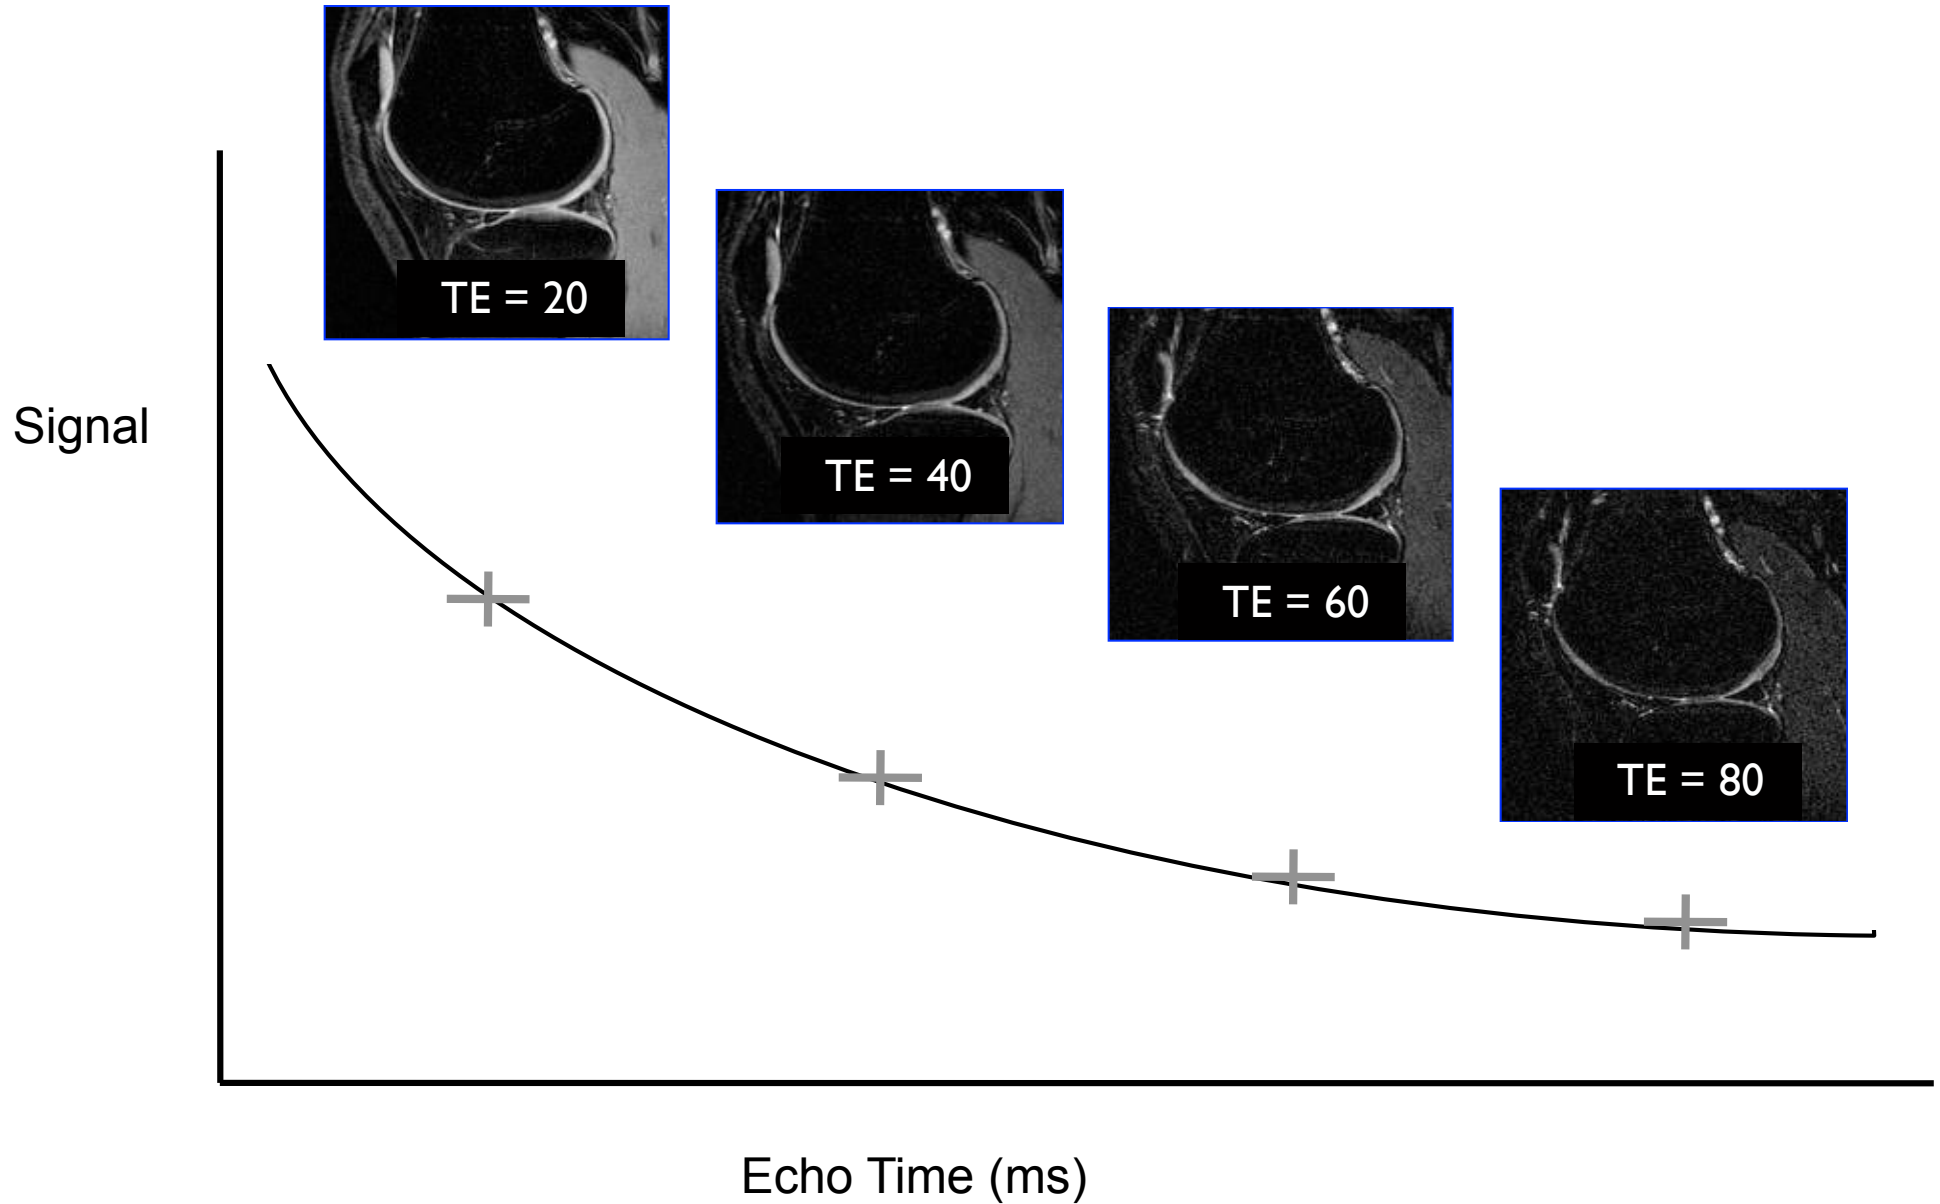 TE = 20
Signal
TE = 40
TE = 60
TE = 80
Echo Time (ms)